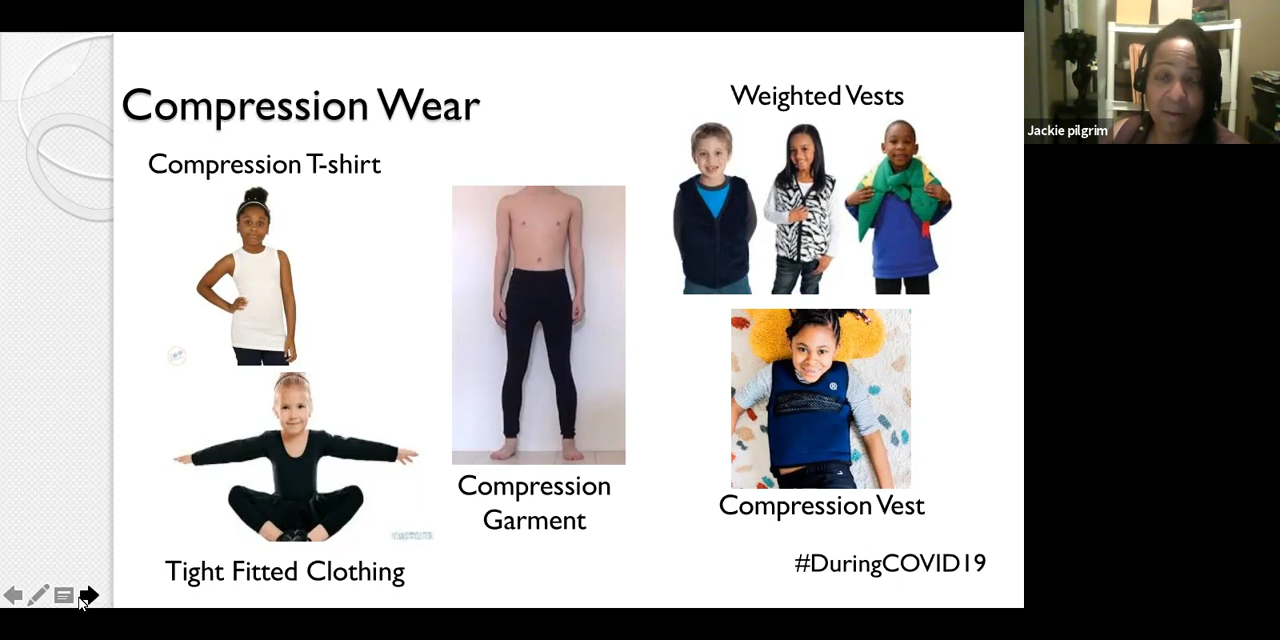 Compression Wear
Compression T-shirt
Tight Fitted Clothing
Compression
Garment
Weighted Vests
Compression Vest
#DuringCOVID19
Jackie pilgrim